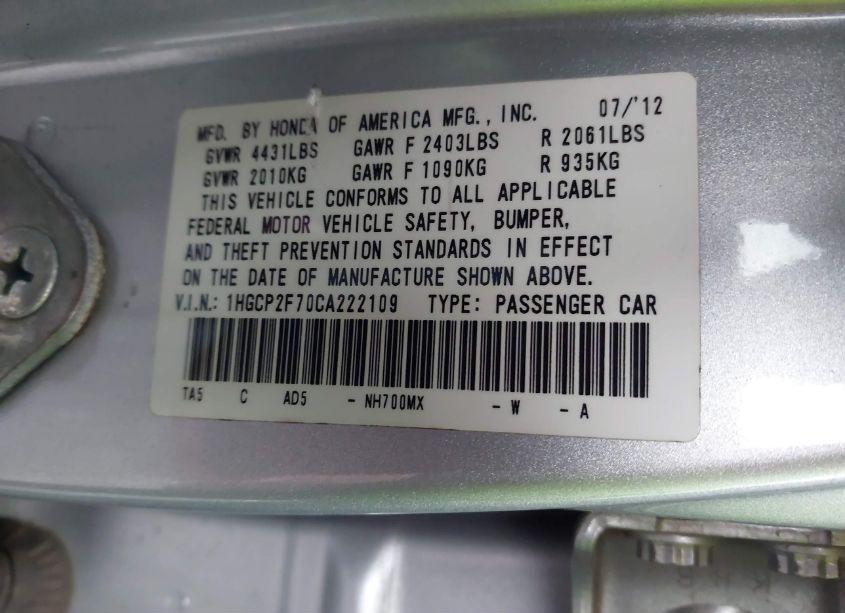 MFD. BY HONDA OF AMERICA MFG., INC. 07/'12
GVWR 4431LBS GAWR F 2403LBS R 2061LBS
GVWR 2010KG GAWR F 1090KG R 935KG
THIS VEHICLE CONFORMS TO ALL APPLICABLE
FEDERAL MOTOR VEHICLE SAFETY, BUMPER,
AND THEFT PREVENTION STANDARDS IN EFFECT
ON THE DATE OF MANUFACTURE SHOWN ABOVE.
V.I.N.: 1HGCP2F70CA222109 TYPE: PASSENGER CAR
TA5 C AD5 - NH700MX - W - A